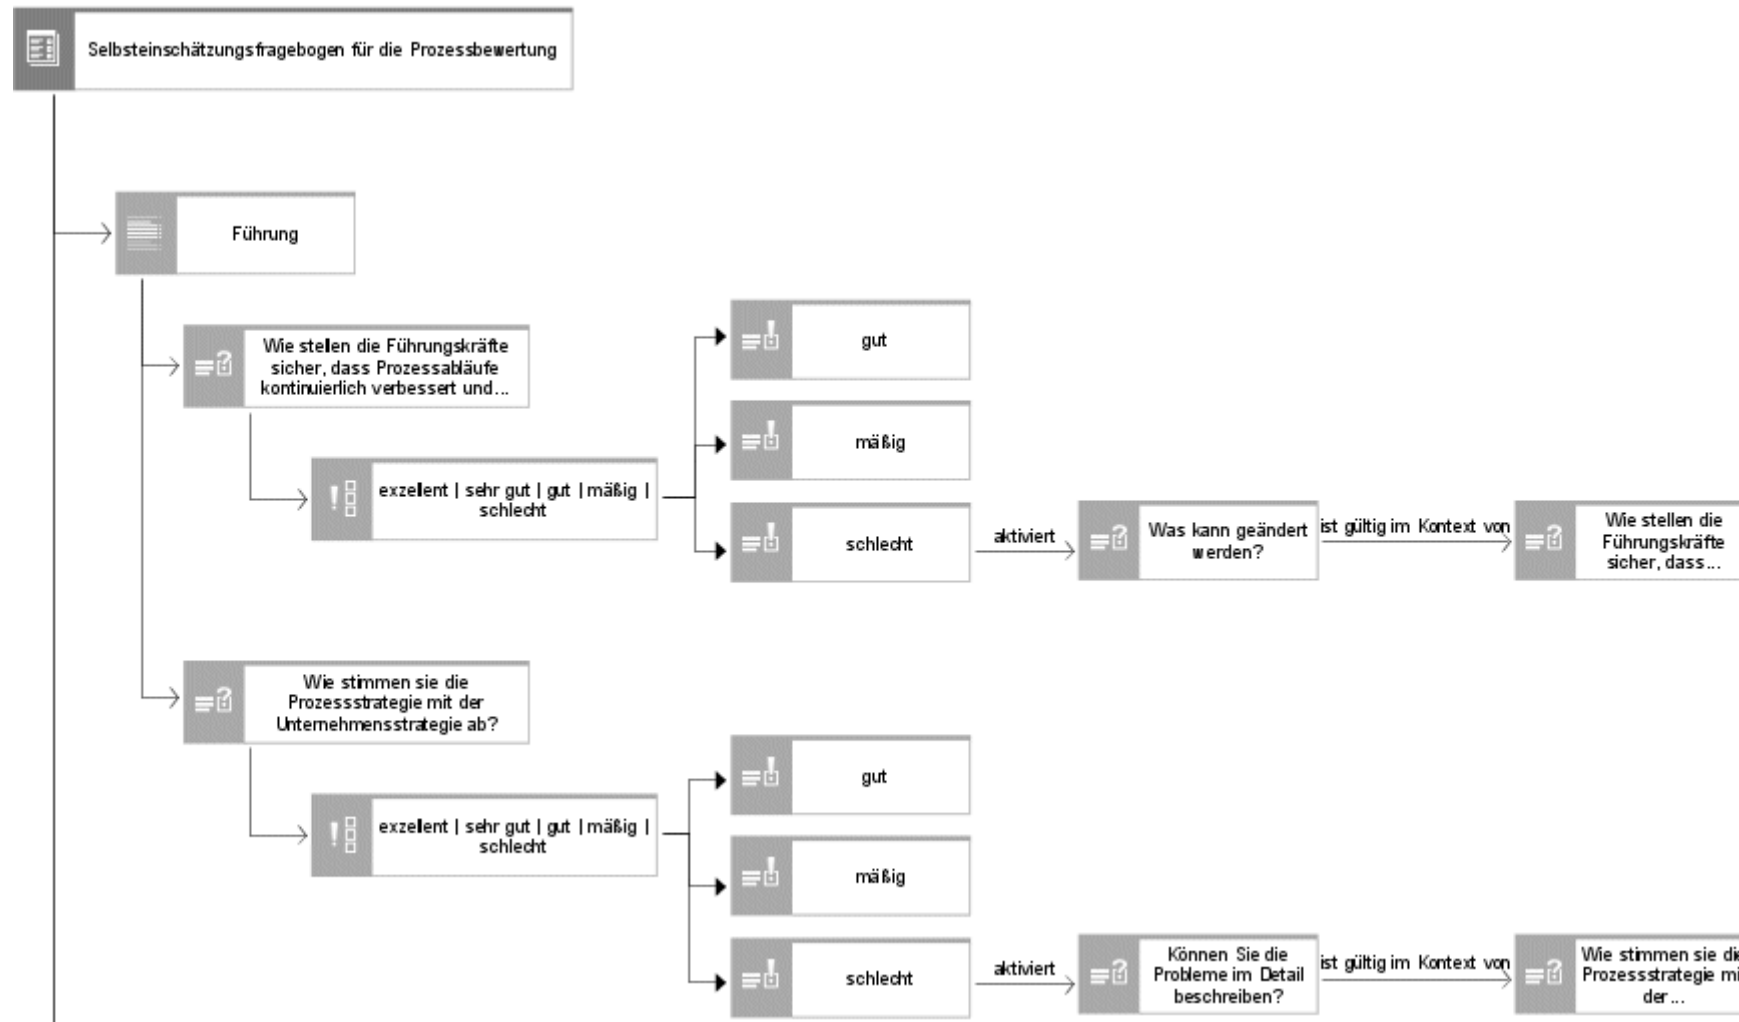 Selbsteinschätzungsfragebogen für die Prozessbewertung
Führung
Wie stellen die Führungskräfte
sicher, dass Prozessabläufe
kontinuierlich verbessert und...
exzellent | sehr gut | gut | mäßig |
schlecht
gut
mäßig
schlecht
aktiviert
Was kann geändert
werden?
ist gültig im Kontext von
Wie stellen die
Führungskräfte
sicher, dass...
Wie stimmen sie die
Prozessstrategie mit der
Unternehmensstrategie ab?
exzellent | sehr gut | gut | mäßig |
schlecht
gut
mäßig
schlecht
aktiviert
Können Sie die
Probleme im Detail
beschreiben?
ist gültig im Kontext von
Wie stimmen sie die
Prozessstrategie mi
der...